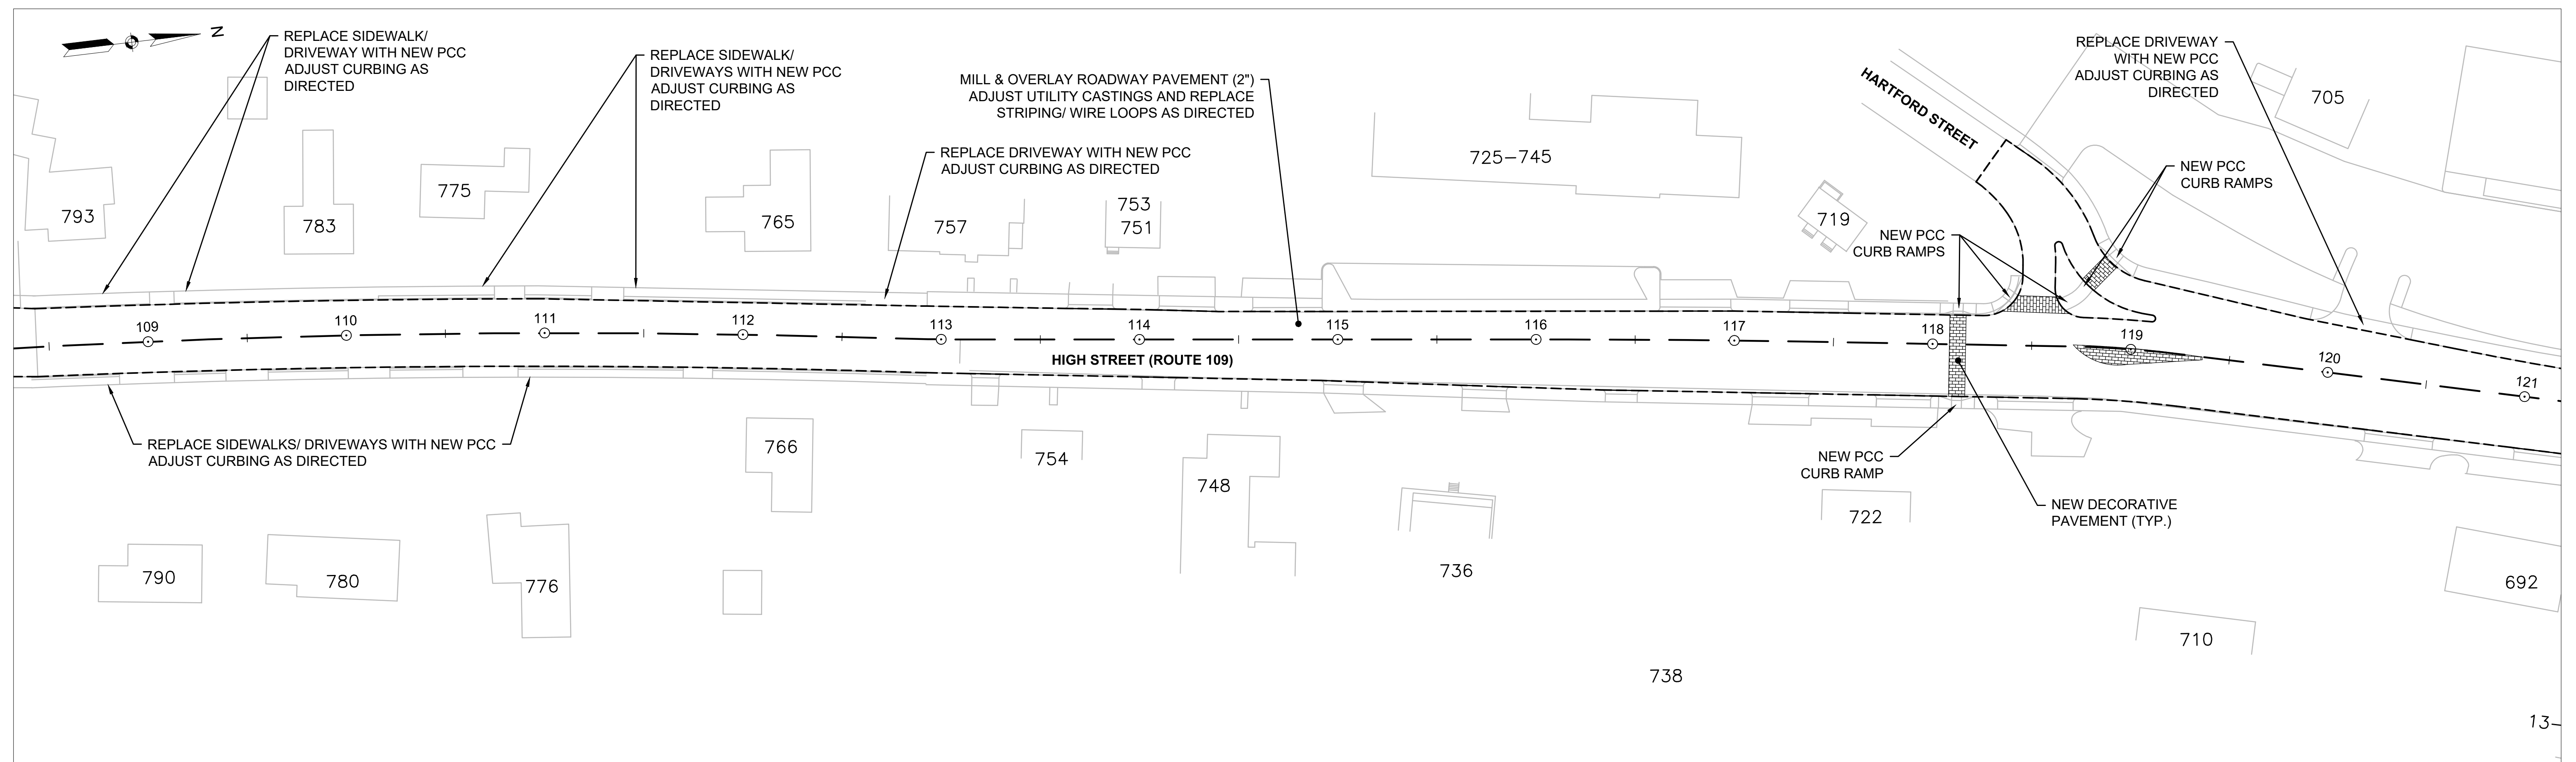 N
REPLACE SIDEWALK/
DRIVEWAY WITH NEW PCC
ADJUST CURBING AS
DIRECTED
REPLACE SIDEWALK/
DRIVEWAYS WITH NEW PCC
ADJUST CURBING AS
DIRECTED
MILL & OVERLAY ROADWAY PAVEMENT (2")
ADJUST UTILITY CASTINGS AND REPLACE
STRIPING/ WIRE LOOPS AS DIRECTED
REPLACE DRIVEWAY WITH NEW PCC
ADJUST CURBING AS DIRECTED
HARTFORD STREET
REPLACE DRIVEWAY
WITH NEW PCC
ADJUST CURBING AS
DIRECTED
NEW PCC
CURB RAMPS
NEW PCC
CURB RAMPS
793
783
775
765
757
753
751
725-745
719
705
109
110
111
112
113
114
115
116
117
118
119
120
121
HIGH STREET (ROUTE 109)
REPLACE SIDEWALKS/ DRIVEWAYS WITH NEW PCC
ADJUST CURBING AS DIRECTED
NEW PCC
CURB RAMP
NEW DECORATIVE
PAVEMENT (TYP.)
790
780
776
766
754
748
736
738
722
710
692
13